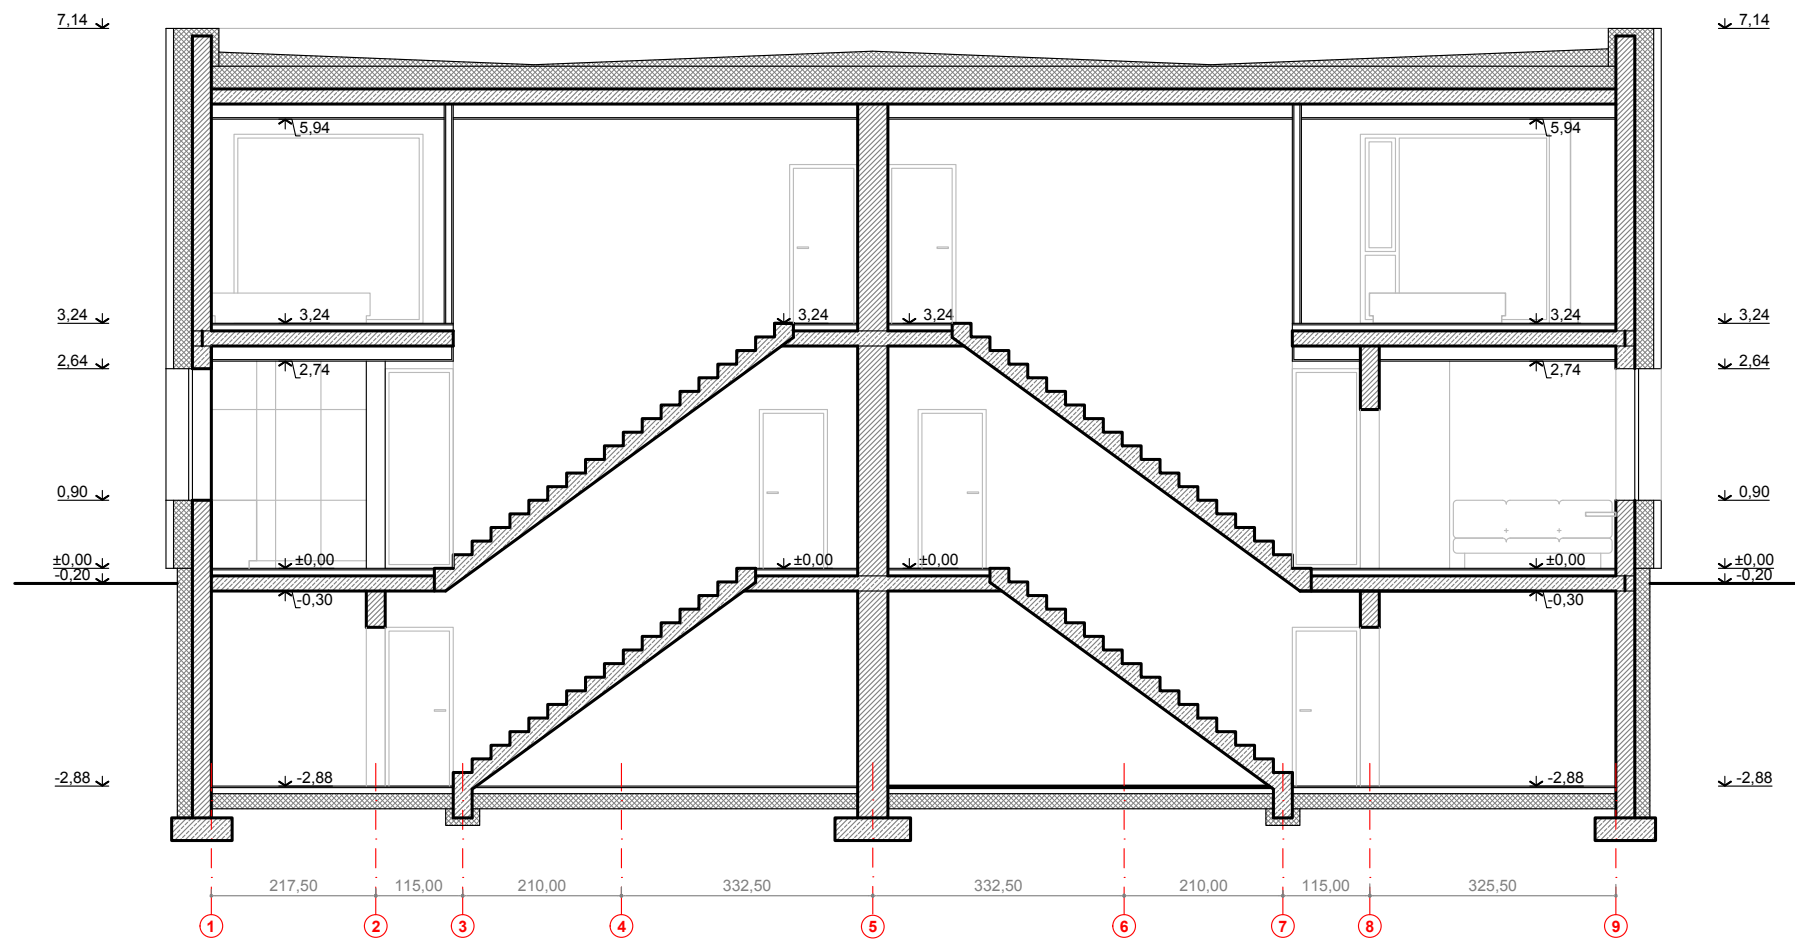 7,14 7,14
5,94 5,94
3,24 3,24 3,24 3,24 3,24 3,24
2,64 2,74 2,74 2,64
0,90 0,90
±0,00 ±0,00 ±0,00 ±0,00 ±0,00 ±0,00
-0,20 -0,20
-0,30 -0,30
-2,88 -2,88 -2,88 -2,88
217,50 115,00 210,00 332,50 332,50 210,00 115,00 325,50
1 2 3 4 5 6 7 8 9